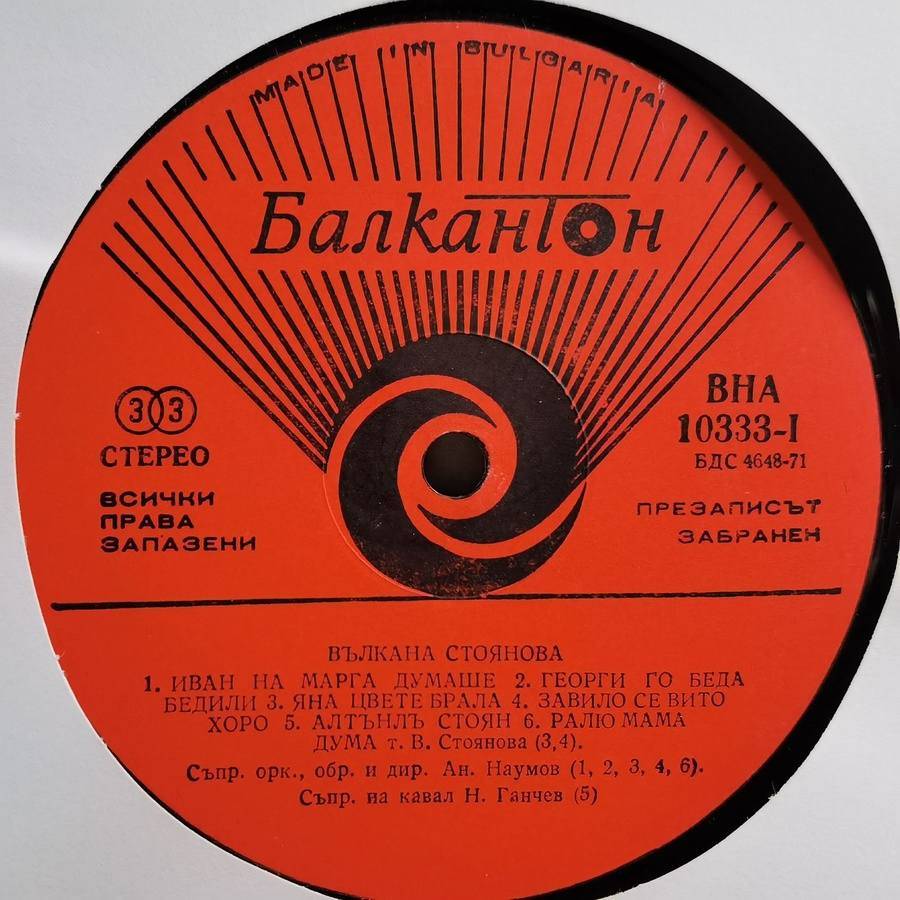 MADE IN BULGARIA
Балкантон
33
СТЕРЕО
ВСИЧКИ
ПРАВА
ЗАПАЗЕНИ
ВНА
10333-I
БДС 4648-71
ПРЕЗАПИСЪТ
ЗАБРАНЕН
ВЪЛКАНА СТОЯНОВА
1. ИВАН НА МАРГА ДУМАШЕ 2. ГЕОРГИ ГО БЕДА
БЕДИЛИ 3. ЯНА ЦВЕТЕ БРАЛА 4. ЗАВИЛО СЕ ВИТО
ХОРО 5. АЛТЪНЛЪ СТОЯН 6. РАЛЮ МАМА
ДУМА т. В. Стоянова (3,4).
Съпр. орк., обр. и дир. Ан. Наумов (1, 2, 3, 4, 6).
Съпр. на кавал Н. Ганчев (5)